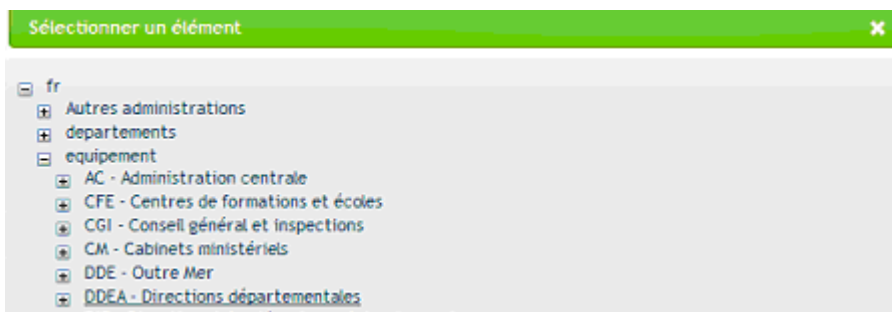 Sélectionner un élément
fr
Autres administrations
departements
equipement
AC - Administration centrale
CFE - Centres de formations et écoles
CGI - Conseil général et inspections
CM - Cabinets ministériels
DDE - Outre Mer
DDEA - Directions départementales